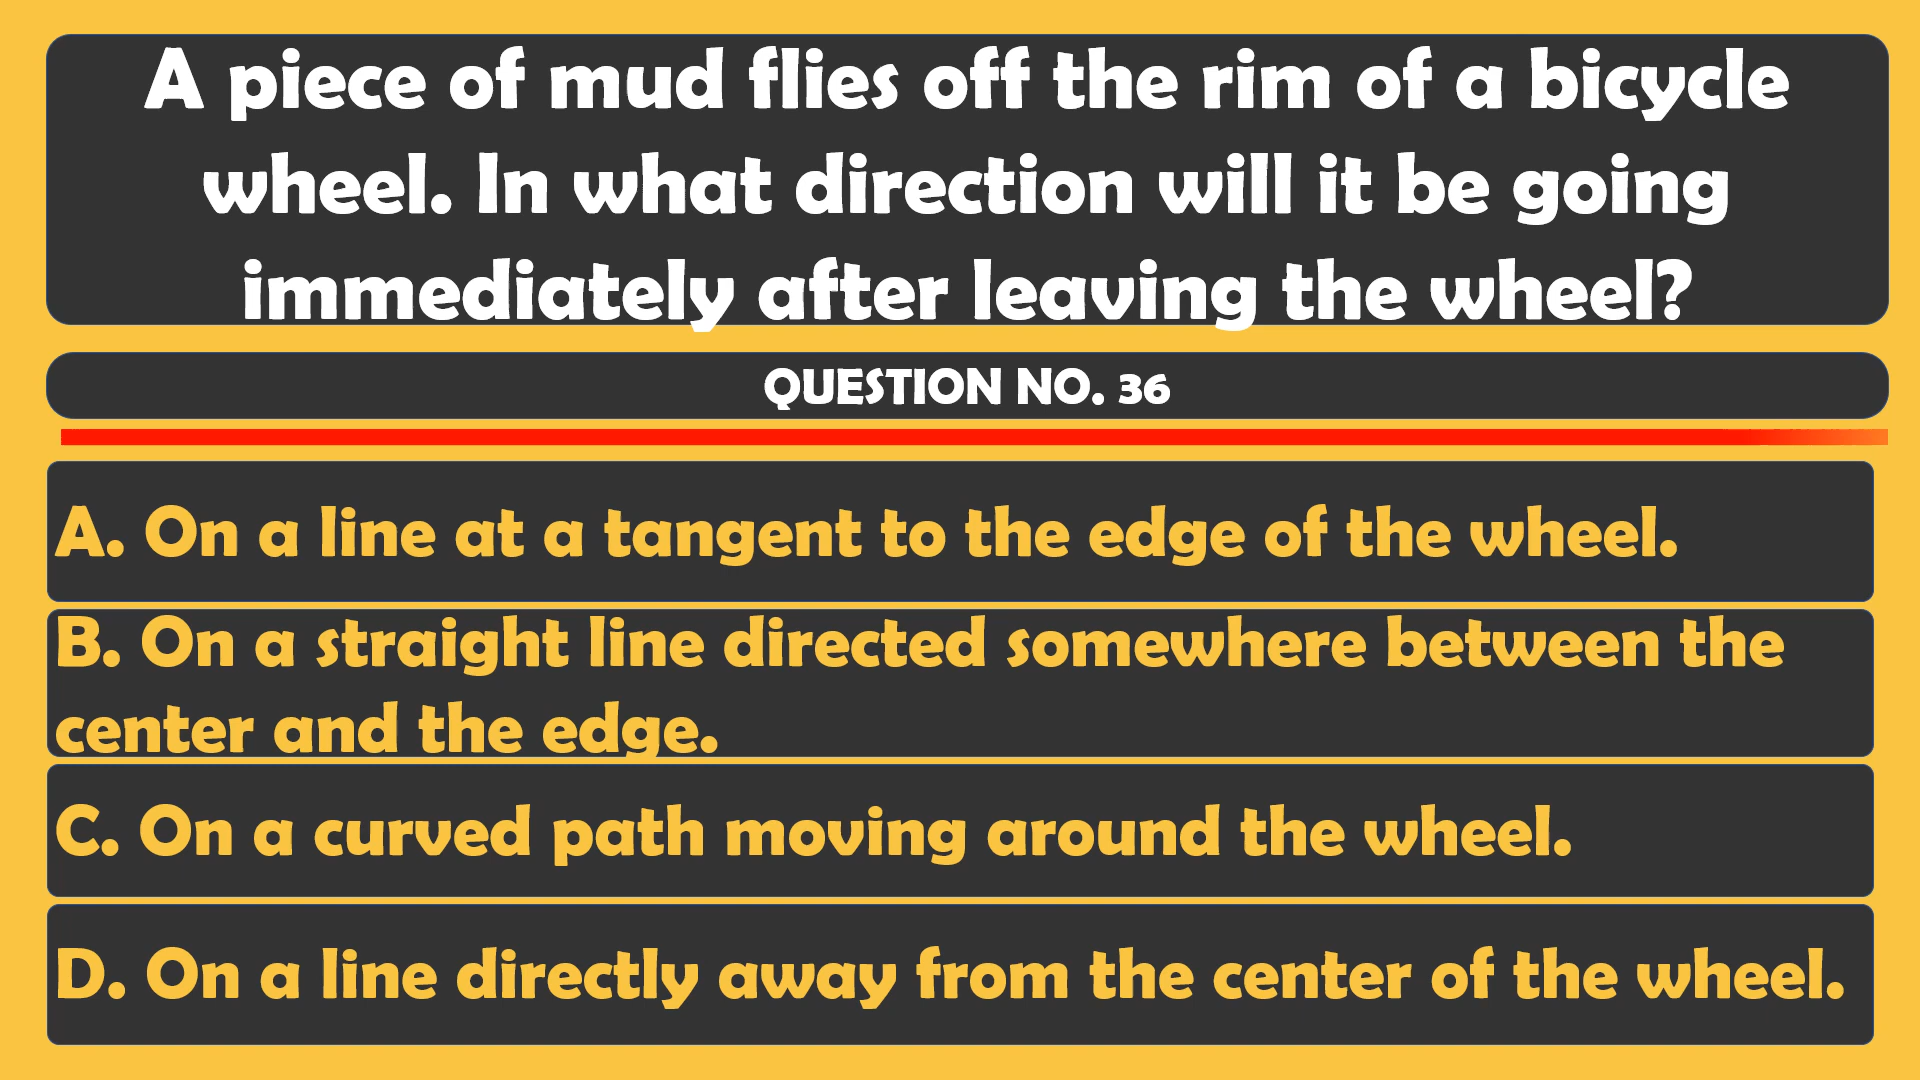 A piece of mud flies off the rim of a bicycle
wheel. In what direction will it be going
immediately after leaving the wheel?
QUESTION NO. 36
A. On a line at a tangent to the edge of the wheel.
B. On a straight line directed somewhere between the
center and the edge.
C. On a curved path moving around the wheel.
D. On a line directly away from the center of the wheel.